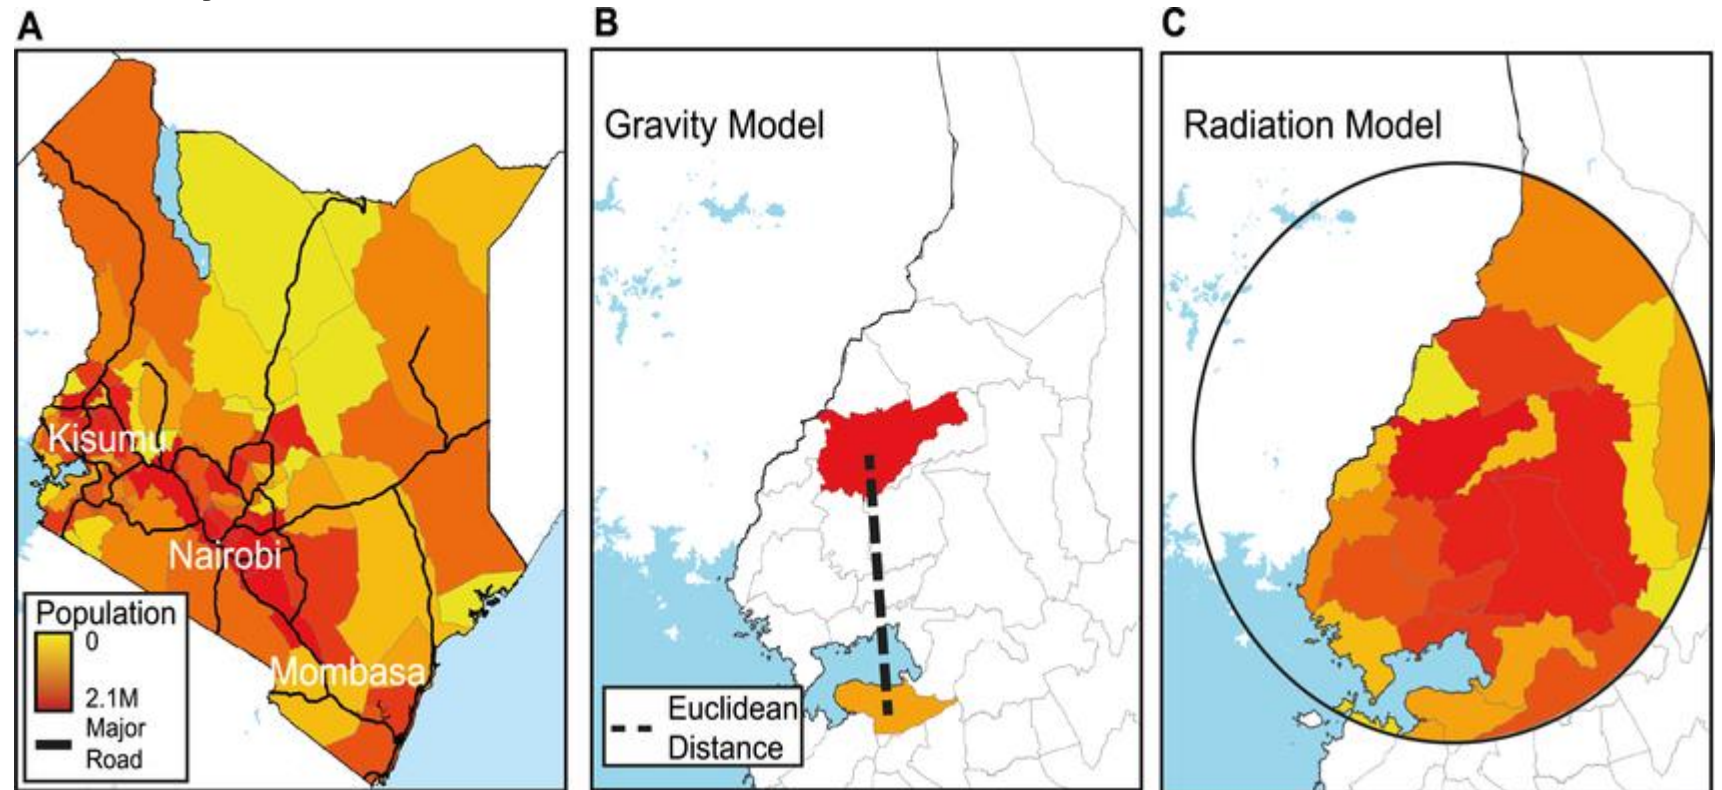 A
Kisumu
Nairobi
Mombasa
Population
0
2.1M
Major
Road
B
Gravity Model
Euclidean
Distance
C
Radiation Model